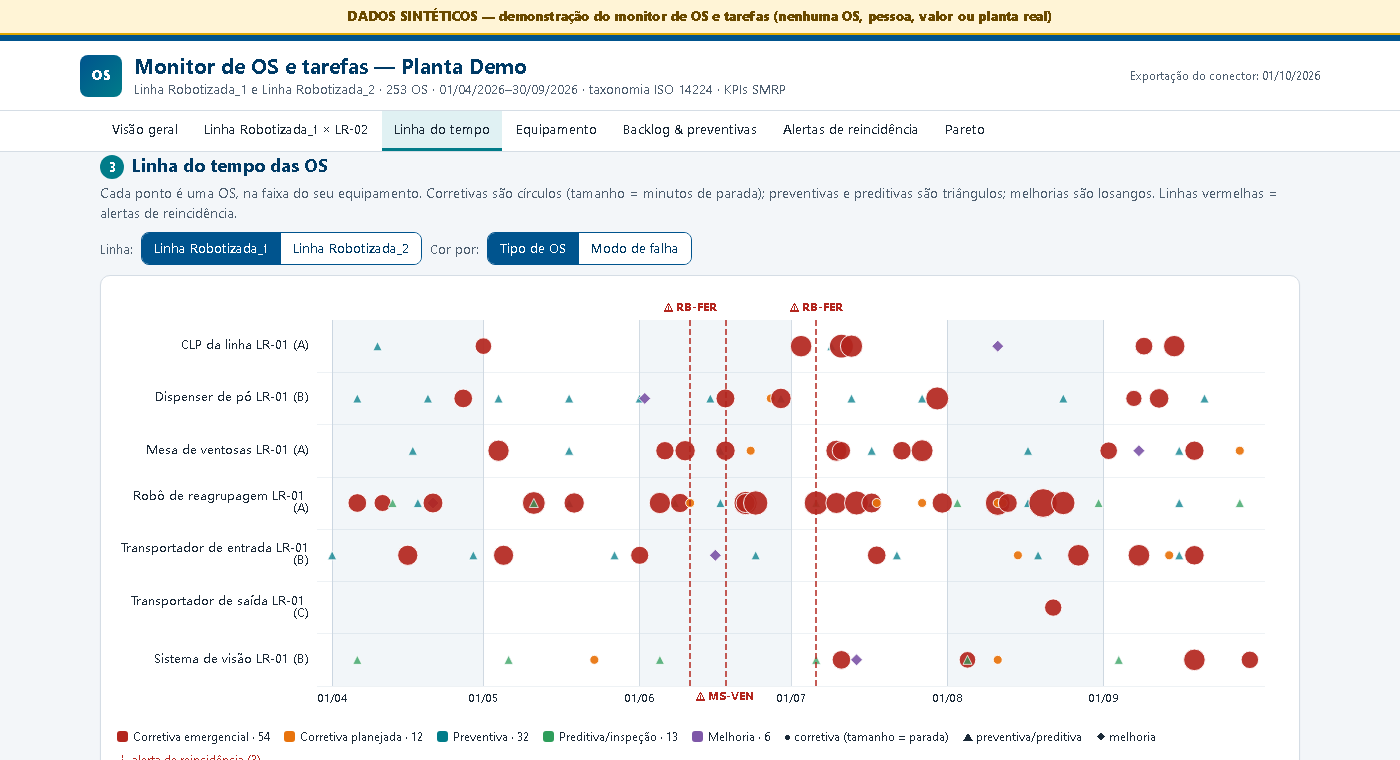 DADOS SINTÉTICOS — demonstração do monitor de OS e tarefas (nenhuma OS, pessoa, valor ou planta real)
OS
Monitor de OS e tarefas — Planta Demo
Linha Robotizada_1 e Linha Robotizada_2 · 253 OS · 01/04/2026–30/09/2026 · taxonomia ISO 14224 · KPIs SMRP
Exportação do conector: 01/10/2026
Visão geral
Linha Robotizada_1 × LR-02
Linha do tempo
Equipamento
Backlog & preventivas
Alertas de reincidência
Pareto
3 Linha do tempo das OS
Cada ponto é uma OS, na faixa do seu equipamento. Corretivas são círculos (tamanho = minutos de parada); preventivas e preditivas são triângulos; melhorias são losangos. Linhas vermelhas =
alertas de reincidência.
Linha: Linha Robotizada_1 Linha Robotizada_2 Cor por: Tipo de OS Modo de falha
⚠ RB-FER ⚠ RB-FER
CLP da linha LR-01 (A)
Dispenser de pó LR-01 (B)
Mesa de ventosas LR-01 (A)
Robô de reagrupagem LR-01
(A)
Transportador de entrada LR-01
(B)
Transportador de saída LR-01
(C)
Sistema de visão LR-01 (B)
01/04 01/05 01/06 ⚠ MS-VEN 01/07 01/08 01/09
Corretiva emergencial · 54 Corretiva planejada · 12 Preventiva · 32 Preditiva/inspeção · 13 Melhoria · 6 ● corretiva (tamanho = parada) ▲ preventiva/preditiva ◆ melhoria
alerta de reincidência (3)